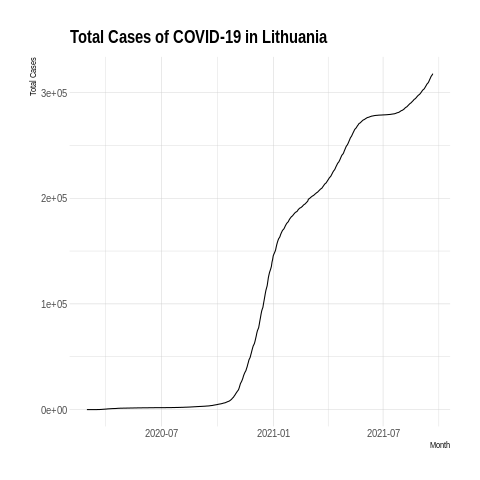 Total Cases of COVID-19 in Lithuania
Total Cases
3e+05
2e+05
1e+05
0e+00
2020-07
2021-01
2021-07
Month